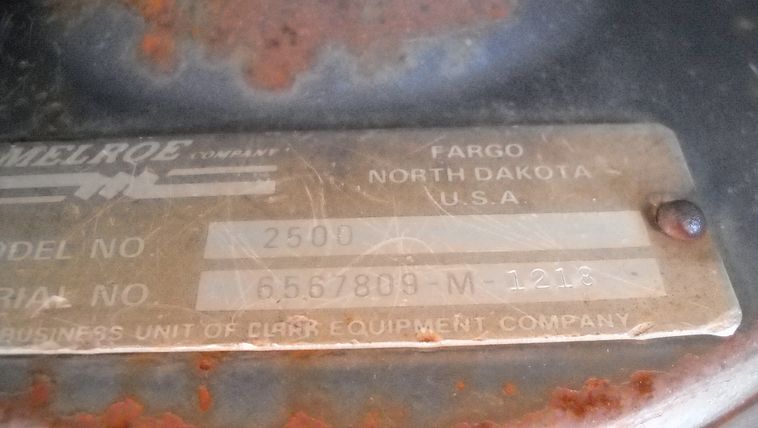 MELROE COMPANY
FARGO
NORTH DAKOTA
U.S.A.
ODEL NO 2500
RIAL NO 6567809-M-1218
BUSINESS UNIT OF CLARK EQUIPMENT COMPANY